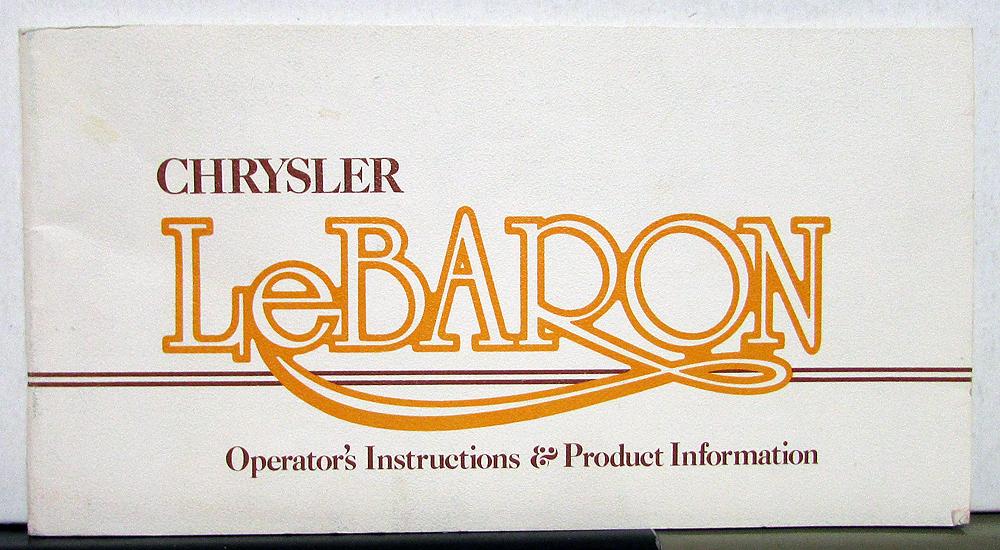 CHRYSLER
LeBARON
Operator's Instructions & Product Information